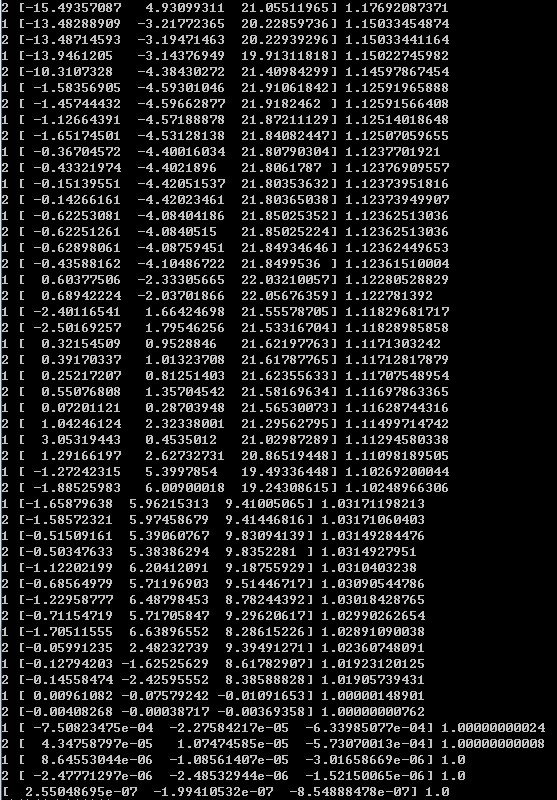 2 [-15.49357087   4.93099311  21.05511965] 1.17692087371
1 [-13.48288909  -3.21772365  20.22859736] 1.15033454874
2 [-13.48714593  -3.19471463  20.22939296] 1.15033441164
1 [-13.9461205   -3.14376949  19.91311818] 1.15022745982
2 [-10.3107328   -4.38430272  21.40984299] 1.14597867454
1 [ -1.58356905  -4.59301046  21.91061842] 1.12591965888
2 [ -1.45744432  -4.59662877  21.9182462 ] 1.12591566408
1 [ -1.12664391  -4.57188878  21.87211129] 1.12514018648
2 [ -1.65174501  -4.53128138  21.84082447] 1.12507059655
1 [ -0.36704572  -4.40016034  21.80790304] 1.1237701921
2 [ -0.43321974  -4.4021896   21.8061787 ] 1.12376909557
1 [ -0.15139551  -4.42051537  21.80353632] 1.12373951816
2 [ -0.14266161  -4.42023461  21.80365038] 1.12373949907
1 [ -0.62253081  -4.08404186  21.85025352] 1.12362513036
2 [ -0.62251261  -4.0840515   21.85025224] 1.12362513036
1 [ -0.62898061  -4.08759451  21.84934646] 1.12362449653
2 [ -0.43588162  -4.10486722  21.8499536 ] 1.12361510004
1 [  0.60377506  -2.33305665  22.03210057] 1.12280528829
2 [  0.68942224  -2.03701866  22.05676359] 1.122781392
1 [ -2.40116541   1.66424698  21.55578705] 1.11829681717
2 [ -2.50169257   1.79546256  21.53316704] 1.11828985858
1 [  0.32154509   0.9528846   21.62197763] 1.1171303242
2 [  0.39170337   1.01323708  21.61787765] 1.11712817879
1 [  0.25217207   0.81251403  21.62355633] 1.11707548954
2 [  0.55076808   1.35704542  21.58169634] 1.11697863365
1 [  0.07201121   0.28703948  21.56530073] 1.11628744316
2 [  1.04246124   2.32338001  21.29562795] 1.11499714742
1 [  3.05319443   0.4535012   21.02987289] 1.11294580338
2 [  1.29166197   2.62732731  20.86519448] 1.11098189505
1 [ -1.27242315   5.3997854   19.49336448] 1.10269200044
2 [ -1.88525983   6.00900018  19.24308615] 1.10248966306
1 [-1.65879638  5.96215313  9.41005065] 1.03171198213
2 [-1.58572321  5.97458679  9.41446816] 1.03171060403
1 [-0.51509161  5.39060767  9.83094139] 1.03149284476
2 [-0.50347633  5.38386294  9.8352281 ] 1.0314927951
1 [-1.12202199  6.20412091  9.18755929] 1.0310403238
2 [-0.68564979  5.71196903  9.51446717] 1.03090544786
1 [-1.22958777  6.48798453  8.78244392] 1.03018428765
2 [-0.71154719  5.71705847  9.29620617] 1.02990262654
1 [-1.70511555  6.63896552  8.28615226] 1.02891090038
2 [-0.05991235  2.48232739  9.39491271] 1.02360748091
1 [-0.12794203 -1.62525629  8.61782907] 1.01923120125
2 [-0.14558474 -2.42595552  8.38588828] 1.01905739431
1 [ 0.00961082 -0.07579242 -0.01091653] 1.00000148901
2 [-0.00408268 -0.00038717 -0.00369358] 1.00000000762
1 [ -7.50823475e-04  -2.27584217e-05  -6.33985077e-04] 1.00000000024
2 [  4.34758797e-05   1.07474585e-05  -5.73070013e-04] 1.00000000008
1 [  8.64553044e-06  -1.08561407e-05  -3.01658669e-06] 1.0
2 [ -2.47771297e-06  -2.48532944e-06  -1.52150065e-06] 1.0
[  2.55048695e-07  -1.99410532e-07  -8.54888478e-07] 1.0